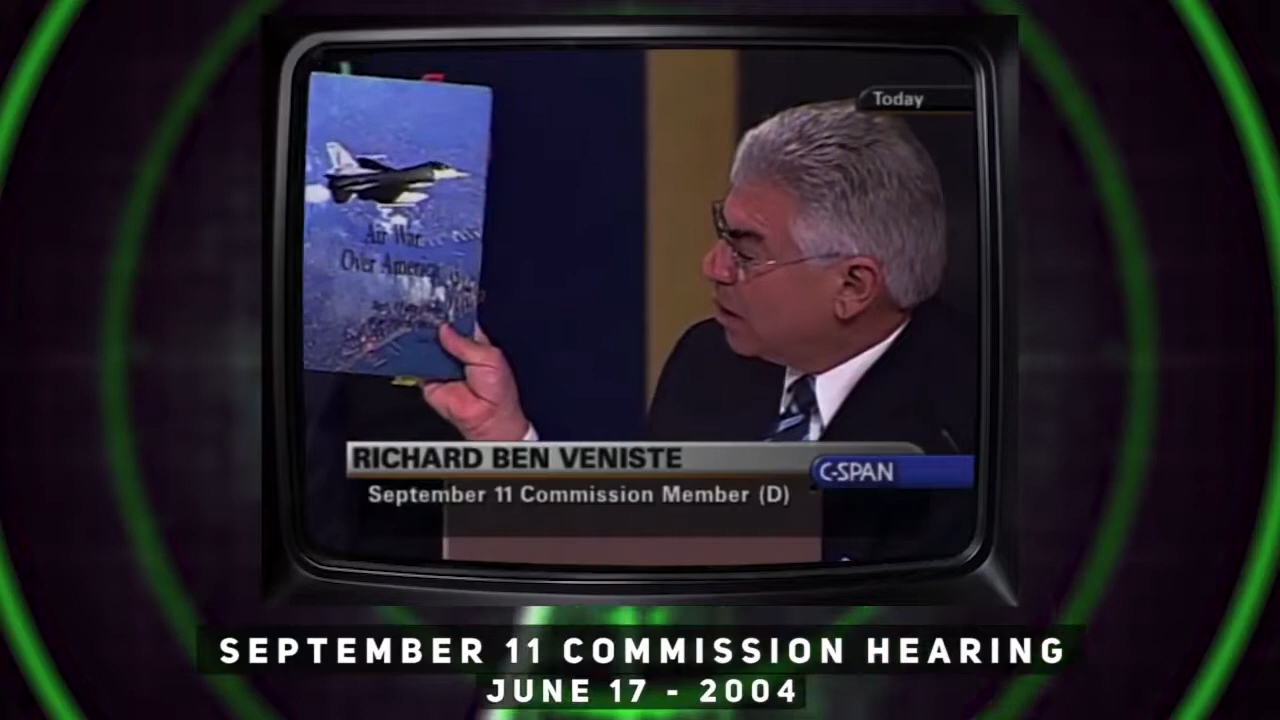 Today
Air War
Over America
RICHARD BEN VENISTE
C-SPAN
September 11 Commission Member (D)
SEPTEMBER 11 COMMISSION HEARING
JUNE 17 - 2004